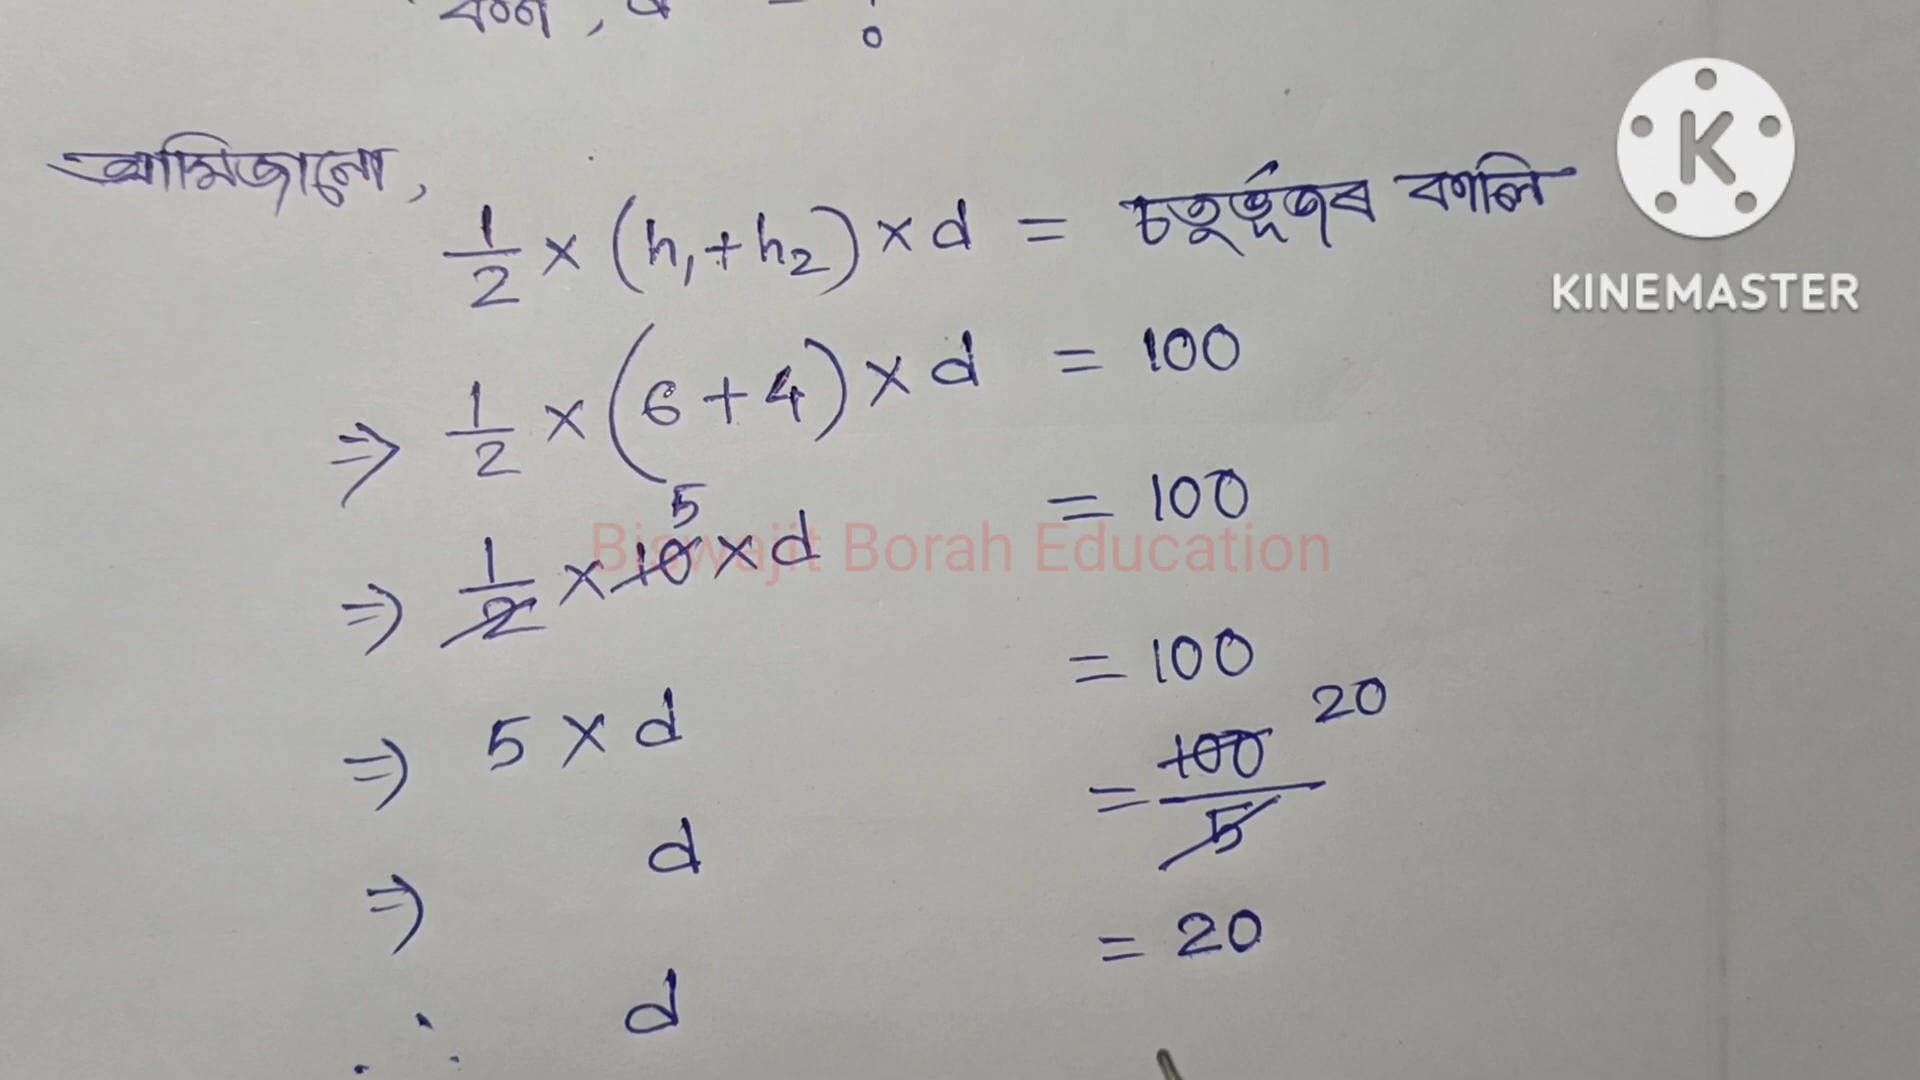 কৰ্ণ, d = ?
আমিজানো,
1/2 × (h₁ + h₂) × d = চতুৰ্ভূজৰ কালি
⇒ 1/2 × (6 + 4) × d = 100
⇒ 1/2 × 10 5 × d = 100
⇒ 5 × d = 100
⇒ d = 100/5 20
∴ d = 20
K
KINEMASTER
Biswajit Borah Education